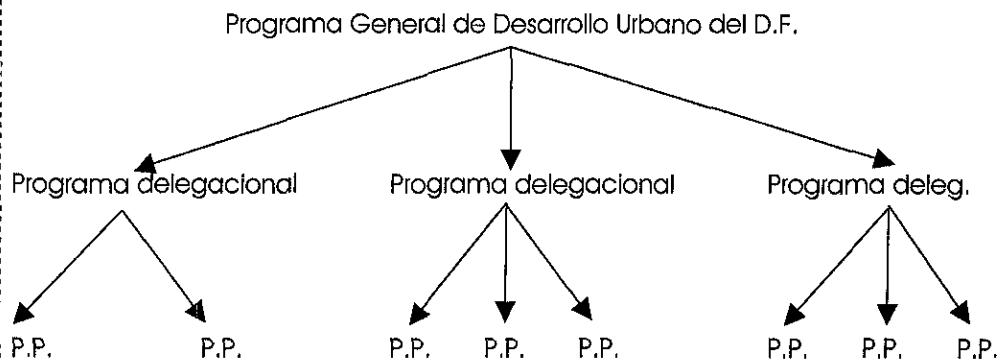 Programa General de Desarrollo Urbano del D.F.
Programa delegacional Programa delegacional Programa deleg.
P.P. P.P. P.P. P.P. P.P. P.P. P.P. P.P.